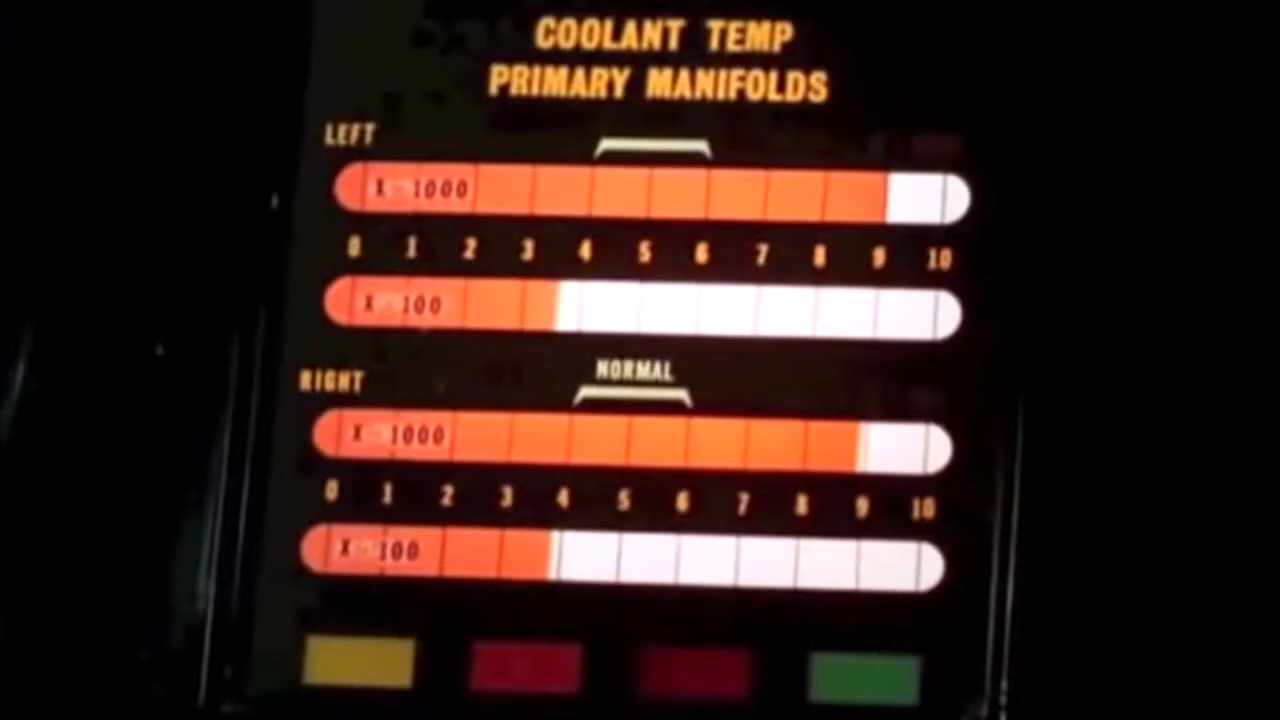 COOLANT TEMP
PRIMARY MANIFOLDS
LEFT
X 1000
0 1 2 3 4 5 6 7 8 9 10
X 100
NORMAL
RIGHT
X 1000
0 1 2 3 4 5 6 7 8 9 10
X 100